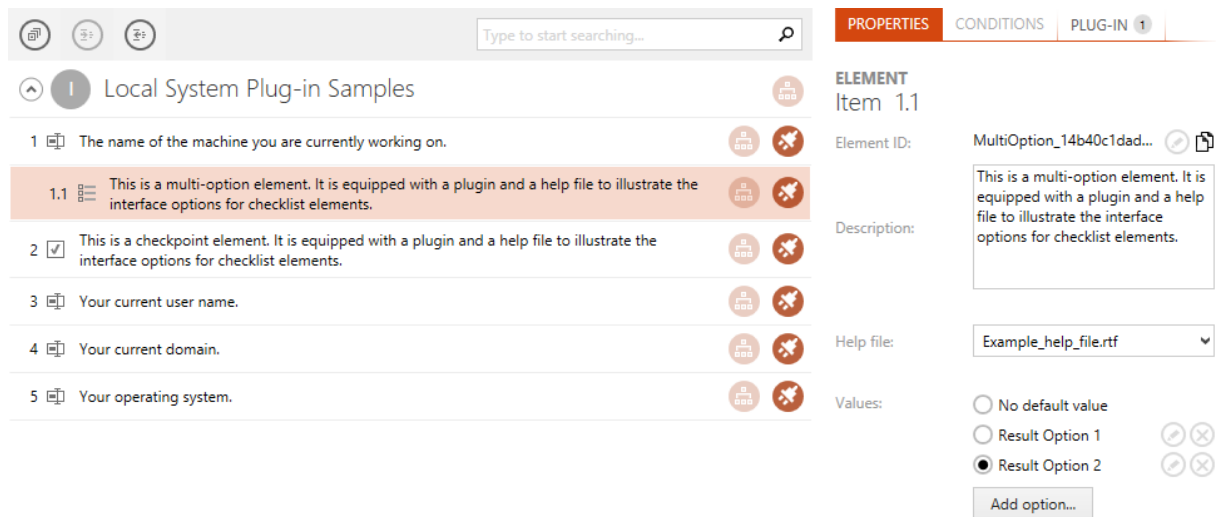 Type to start searching...
I
Local System Plug-in Samples
1
The name of the machine you are currently working on.
1.1
This is a multi-option element. It is equipped with a plugin and a help file to illustrate the
interface options for checklist elements.
2
This is a checkpoint element. It is equipped with a plugin and a help file to illustrate the
interface options for checklist elements.
3
Your current user name.
4
Your current domain.
5
Your operating system.
PROPERTIES
CONDITIONS
PLUG-IN 1
ELEMENT
Item 1.1
Element ID:
MultiOption_14b40c1dad...
Description:
This is a multi-option element. It is
equipped with a plugin and a help
file to illustrate the interface
options for checklist elements.
Help file:
Example_help_file.rtf
Values:
No default value
Result Option 1
Result Option 2
Add option...